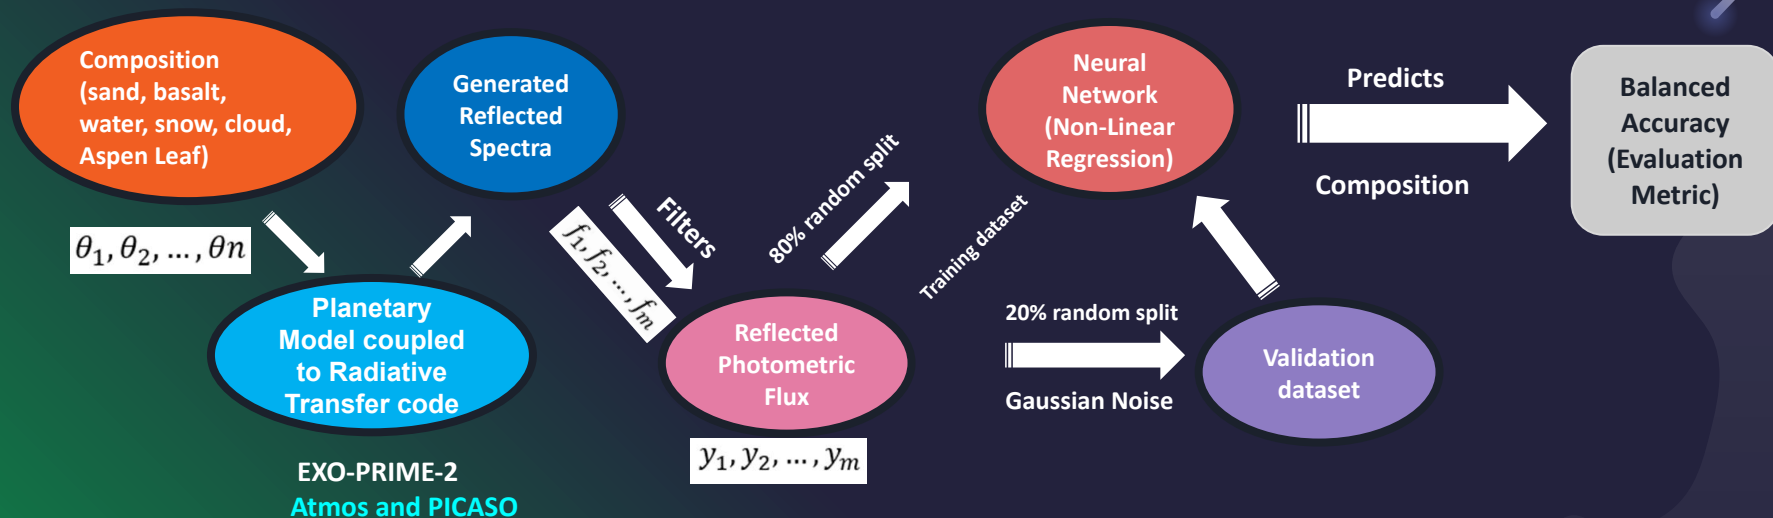 Composition
(sand, basalt,
water, snow, cloud,
Aspen Leaf)
θ₁, θ₂, ..., θn
Planetary
Model coupled
to Radiative
Transfer code
EXO-PRIME-2
Atmos and PICASO
Generated
Reflected
Spectra
Filters
f₁, f₂, ..., fₘ
Reflected
Photometric
Flux
y₁, y₂, ..., yₘ
80% random split
Training dataset
20% random split
Gaussian Noise
Validation
dataset
Neural
Network
(Non-Linear
Regression)
Predicts
Composition
Balanced
Accuracy
(Evaluation
Metric)